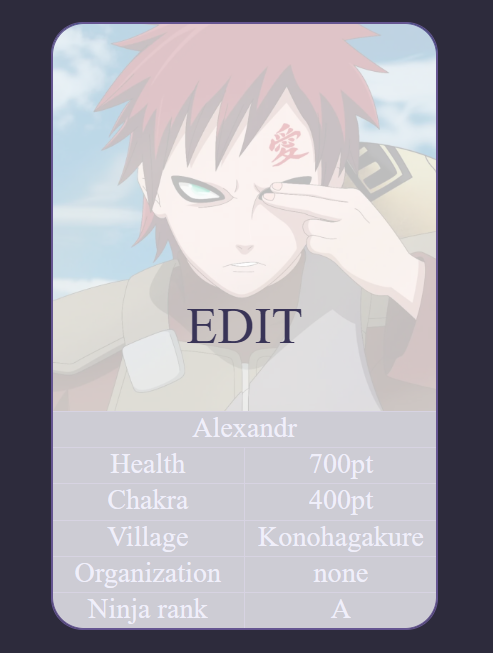 愛
EDIT
Alexandr
Health 700pt
Chakra 400pt
Village Konohagakure
Organization none
Ninja rank A